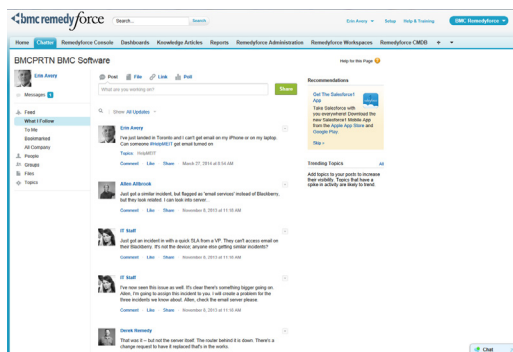 bmc remedyforce
Search...
Search
Erin Avery
Setup
Help & Training
BMC Remedyforce
Home
Chatter
Remedyforce Console
Dashboards
Knowledge Articles
Reports
Remedyforce Administration
Remedyforce Workspaces
Remedyforce CMDB
+
BMCPRTN BMC Software
Help for this Page
Erin Avery
Messages 1
Feed
What I Follow
To Me
Bookmarked
All Company
People
Groups
Files
Topics
Post
File
Link
Poll
What are you working on?
Share
Show All Updates
Erin Avery
I've just landed in Toronto and I can't get email on my iPhone or on my laptop.
Can someone #HelpMEIT get email turned on
Topics: HelpMEIT
Comment Like Share March 27, 2014 at 8:54 AM
Allen Allbrook
Just got a similar incident, but flagged as 'email services' instead of Blackberry,
but they look related. I can look into server .
Comment Like Share November 8, 2013 at 11:16 AM
IT Staff
Just got an incident in with a quick SLA from a VP. They can't access email on
their Blackberry. It's not the device; anyone else getting similar incidents?
Comment Like Share November 8, 2013 at 11:16 AM
IT Staff
I've now seen this issue as well. It's clear there's something bigger going on.
Allen, I'm going to assign this incident to you. I will create a problem for the
three incidents we know about. Allen, check the email server please.
Comment Like Share November 8, 2013 at 11:16 AM
Derek Remedy
That was it -- but not the server itself. The router behind it is down. There's a
change request to have it replaced that's in the works.
Recommendations
Get The Salesforce1
App
Take Salesforce with
you everywhere! Download the
new Salesforce1 Mobile App
from the Apple App Store and
Google Play.
Skip »
Trending Topics
All
Add topics to your posts to increase
their visibility. Topics that have a
spike in activity are likely to trend.
Chat